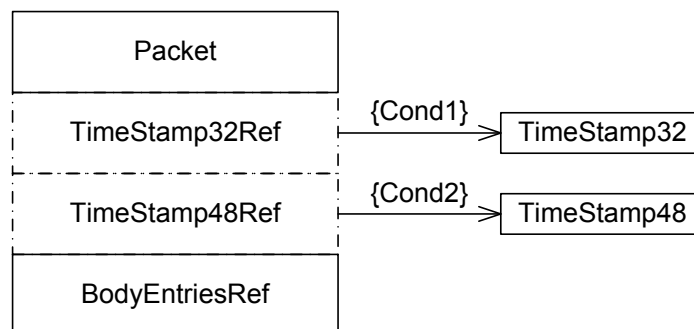 Packet
TimeStamp32Ref
{Cond1}
TimeStamp32
TimeStamp48Ref
{Cond2}
TimeStamp48
BodyEntriesRef